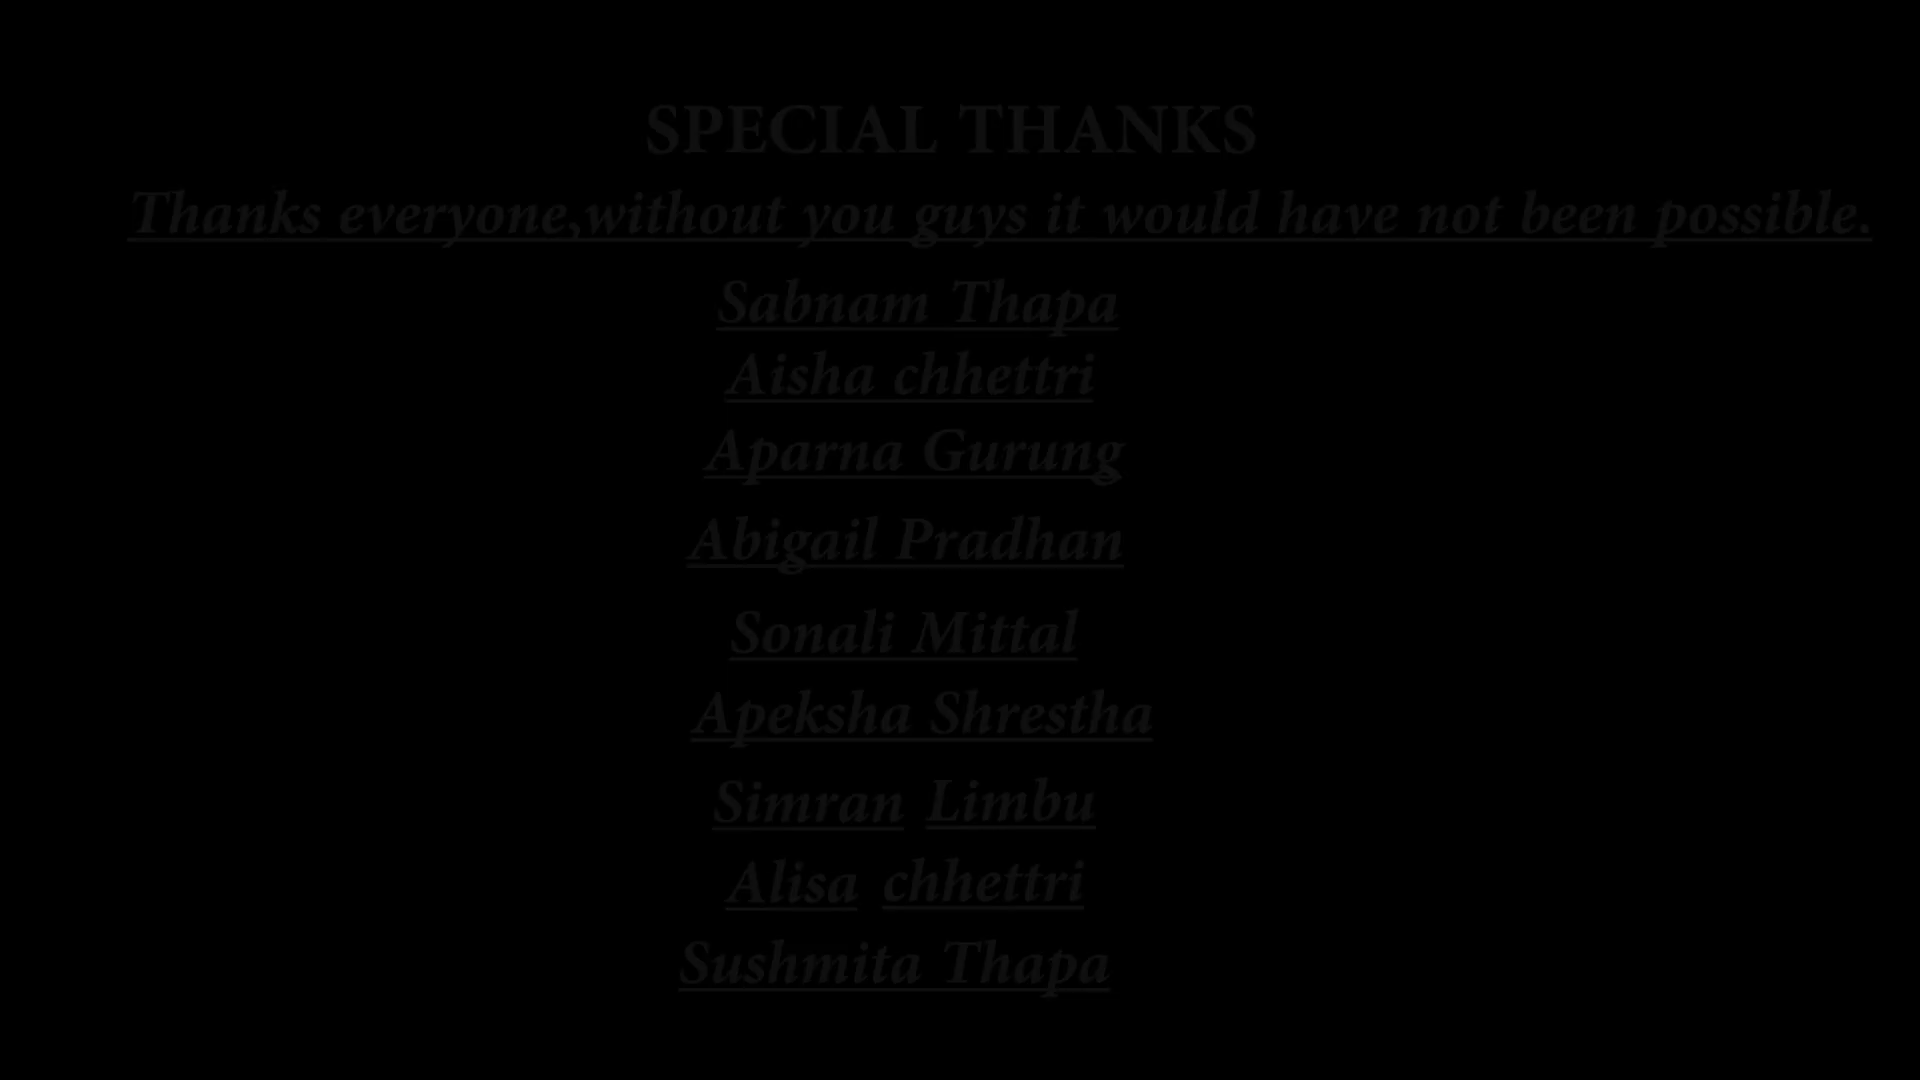 SPECIAL THANKS
Thanks everyone,without you guys it would have not been possible.
Sabnam Thapa
Aisha chhettri
Aparna Gurung
Abigail Pradhan
Sonali Mittal
Apeksha Shrestha
Simran Limbu
Alisa chhettri
Sushmita Thapa